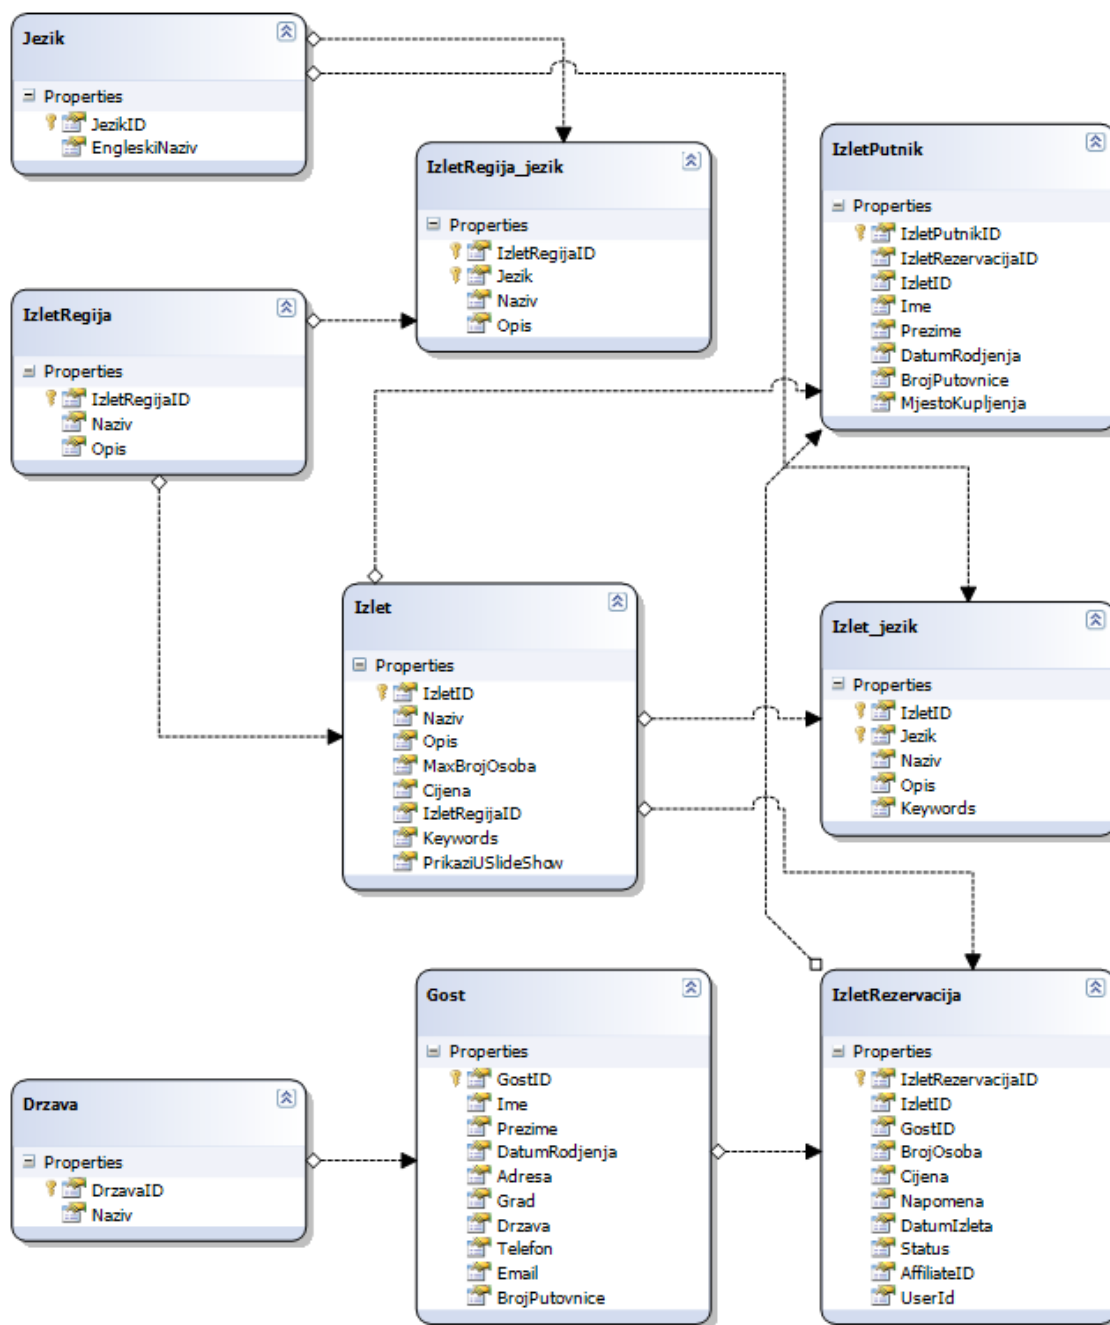 Jezik
Properties
JezikID
EngleskiNaziv
IzletRegija_jezik
Properties
IzletRegijaID
Jezik
Naziv
Opis
IzletPutnik
Properties
IzletPutnikID
IzletRezervacijaID
IzletID
Ime
Prezime
DatumRodjenja
BrojPutovnice
MjestoKupljenja
IzletRegija
Properties
IzletRegijaID
Naziv
Opis
Izlet
Properties
IzletID
Naziv
Opis
MaxBrojOsoba
Cijena
IzletRegijaID
Keywords
PrikaziUSlideShow
Izlet_jezik
Properties
IzletID
Jezik
Naziv
Opis
Keywords
Gost
Properties
GostID
Ime
Prezime
DatumRodjenja
Adresa
Grad
Drzava
Telefon
Email
BrojPutovnice
IzletRezervacija
Properties
IzletRezervacijaID
IzletID
GostID
BrojOsoba
Cijena
Napomena
DatumIzleta
Status
AffiliateID
UserId
Drzava
Properties
DrzavaID
Naziv